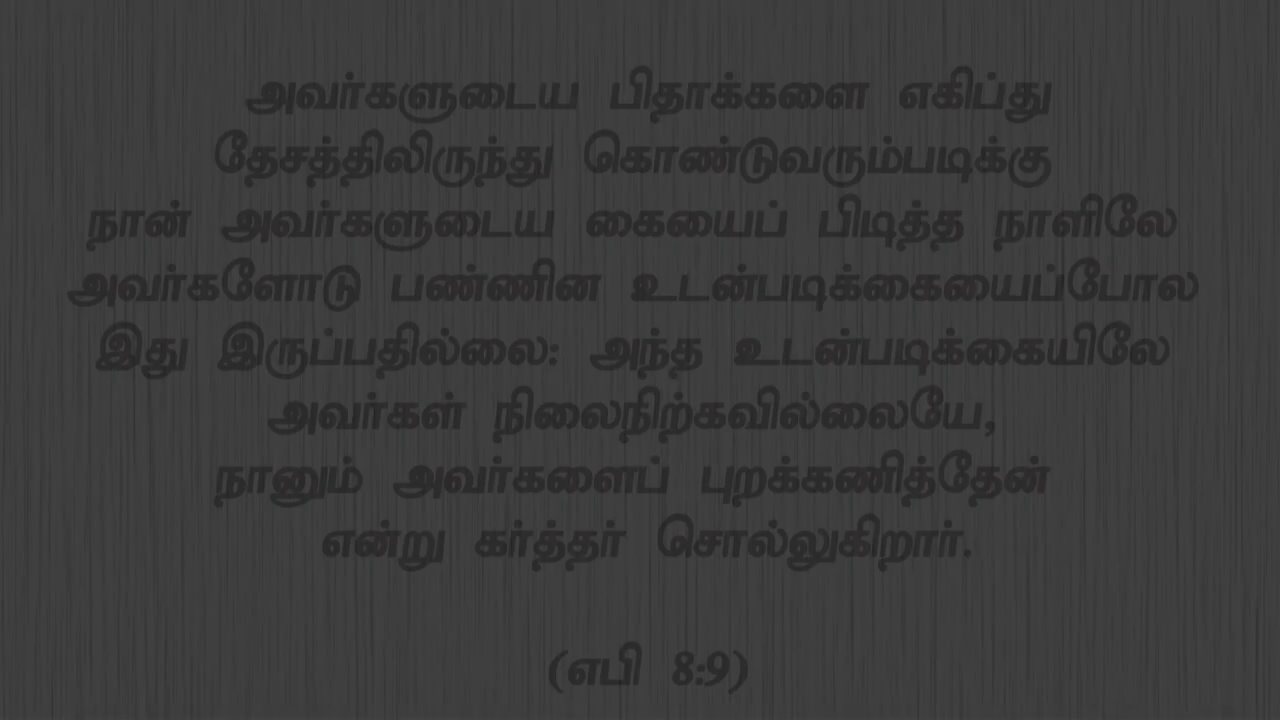 அவர்களுடைய பிதாக்களை எகிப்து
தேசத்திலிருந்து கொண்டுவரும்படிக்கு
நான் அவர்களுடைய கையைப் பிடித்த நாளிலே
அவர்களோடு பண்ணின உடன்படிக்கையைப்போல
இது இருப்பதில்லை: அந்த உடன்படிக்கையிலே
அவர்கள் நிலைநிற்கவில்லையே,
நானும் அவர்களைப் புறக்கணித்தேன்
என்று கர்த்தர் சொல்லுகிறார்.
(எபி 8:9)